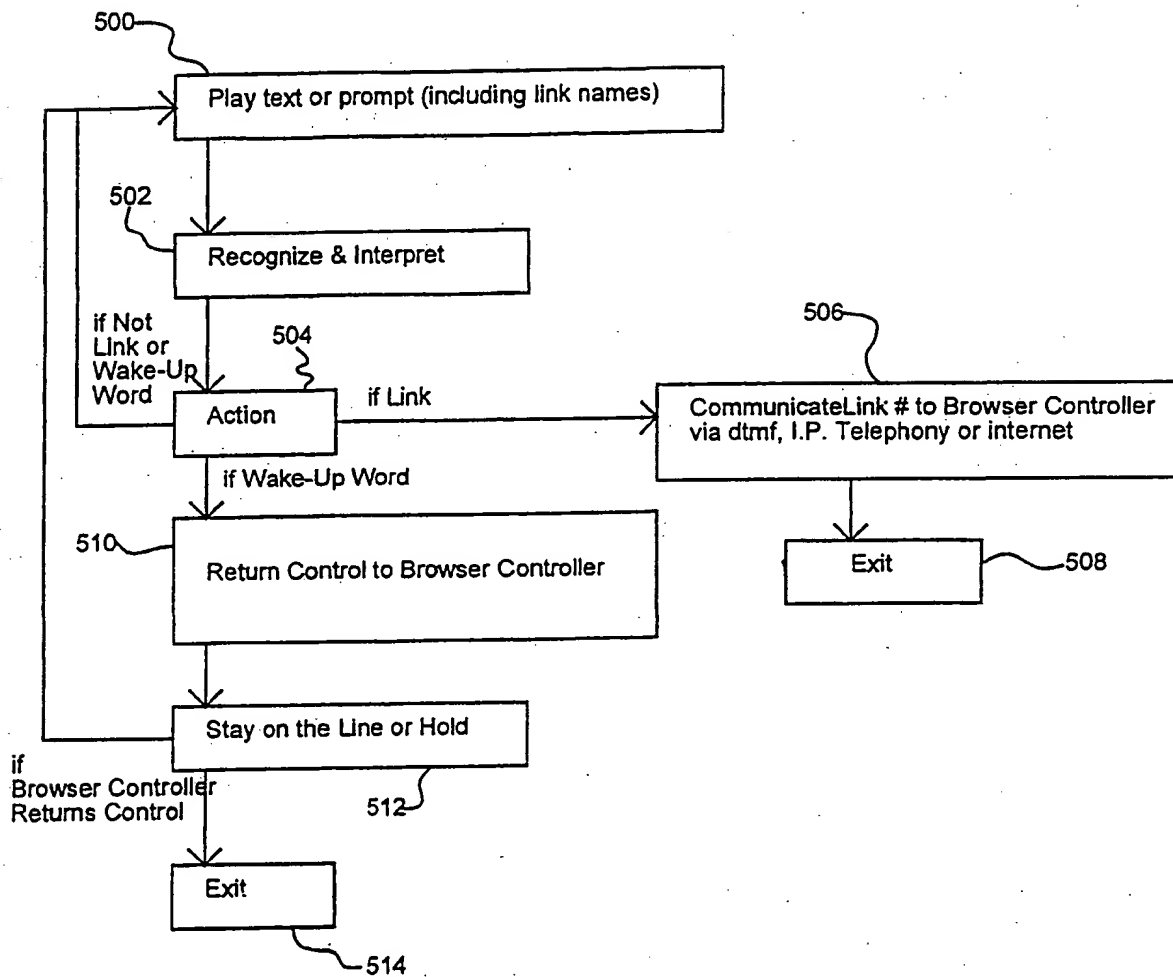 500
Play text or prompt (including link names)
502
Recognize & Interpret
if Not
Link or
Wake-Up
Word
504
Action
if Link
506
CommunicateLink # to Browser Controller
via dtmf, I.P. Telephony or internet
if Wake-Up Word
510
Return Control to Browser Controller
Exit
508
Stay on the Line or Hold
if
Browser Controller
Returns Control
512
Exit
514